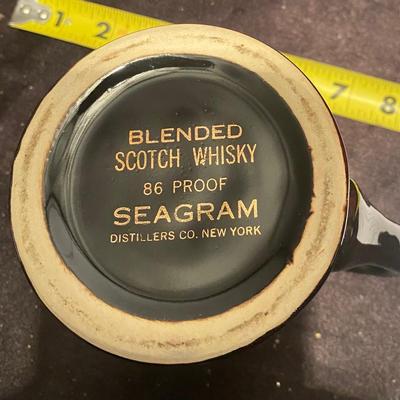 1 2
7 8
BLENDED
SCOTCH WHISKY
86 PROOF
SEAGRAM
DISTILLERS CO. NEW YORK